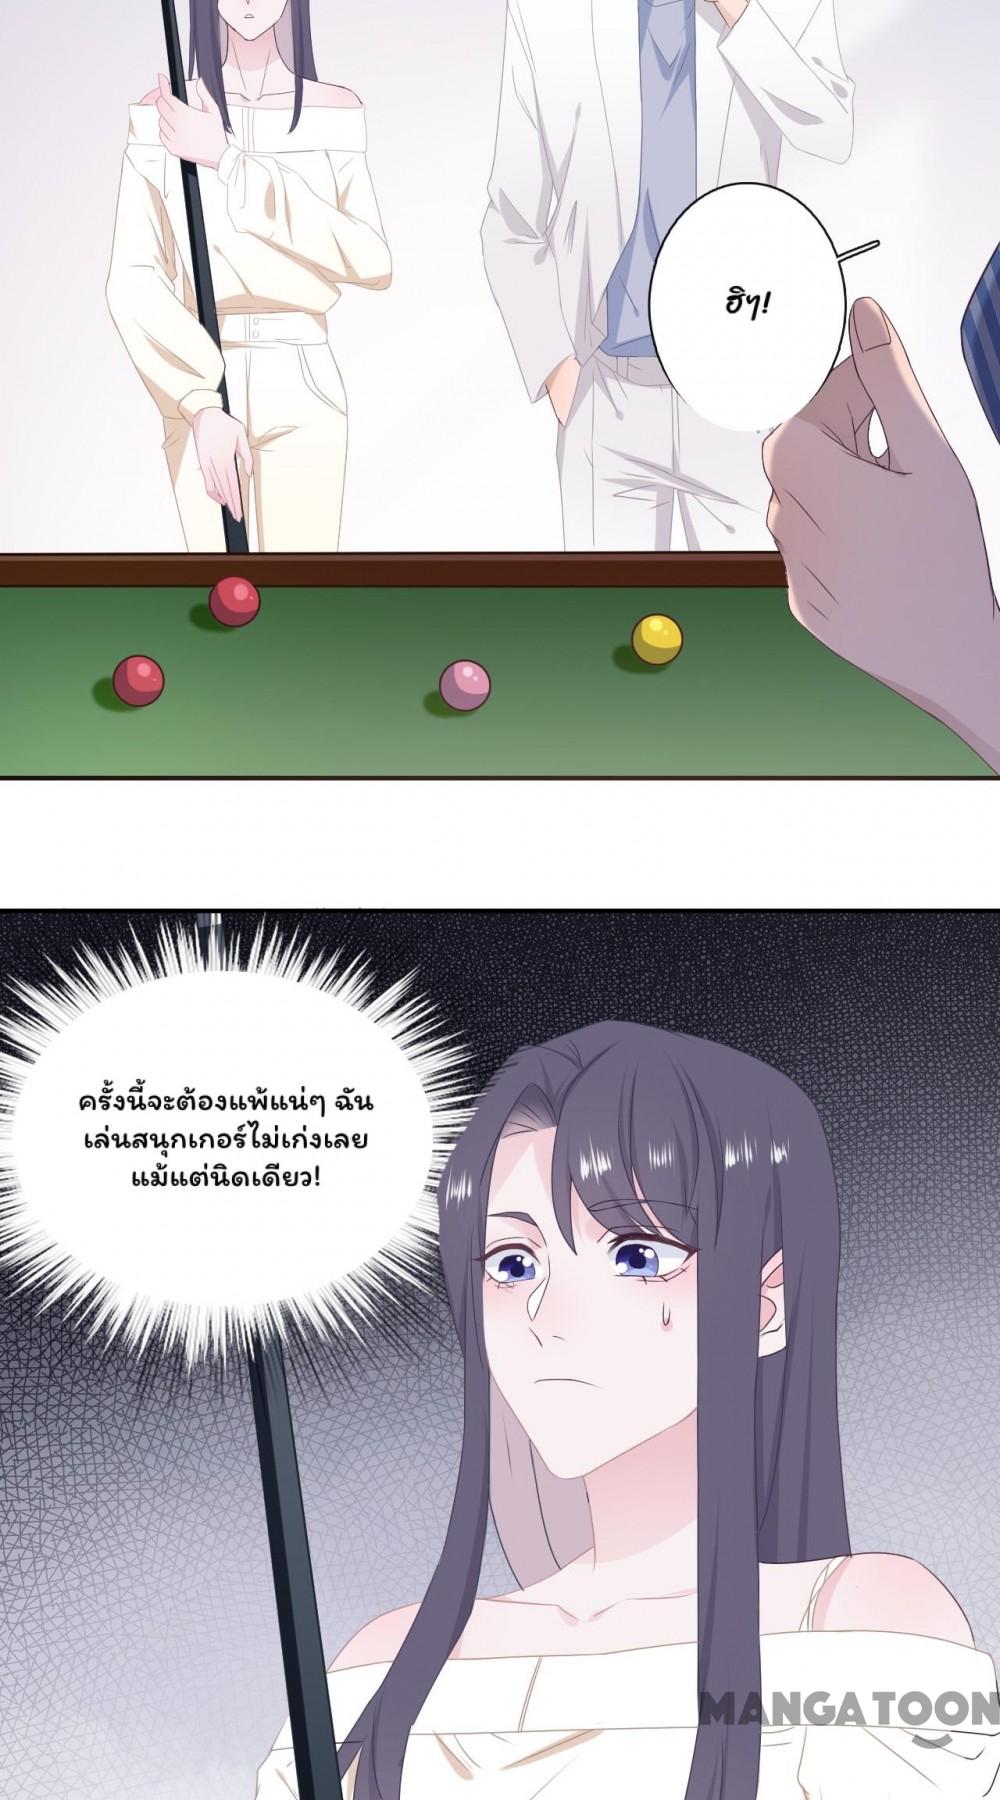 ฮิๆ!
ครั้งนี้จะต้องแพ้แน่ๆ ฉัน
เล่นสนุกเกอร์ไม่เก่งเลย
แม้แต่นิดเดียว!
MANGATOON